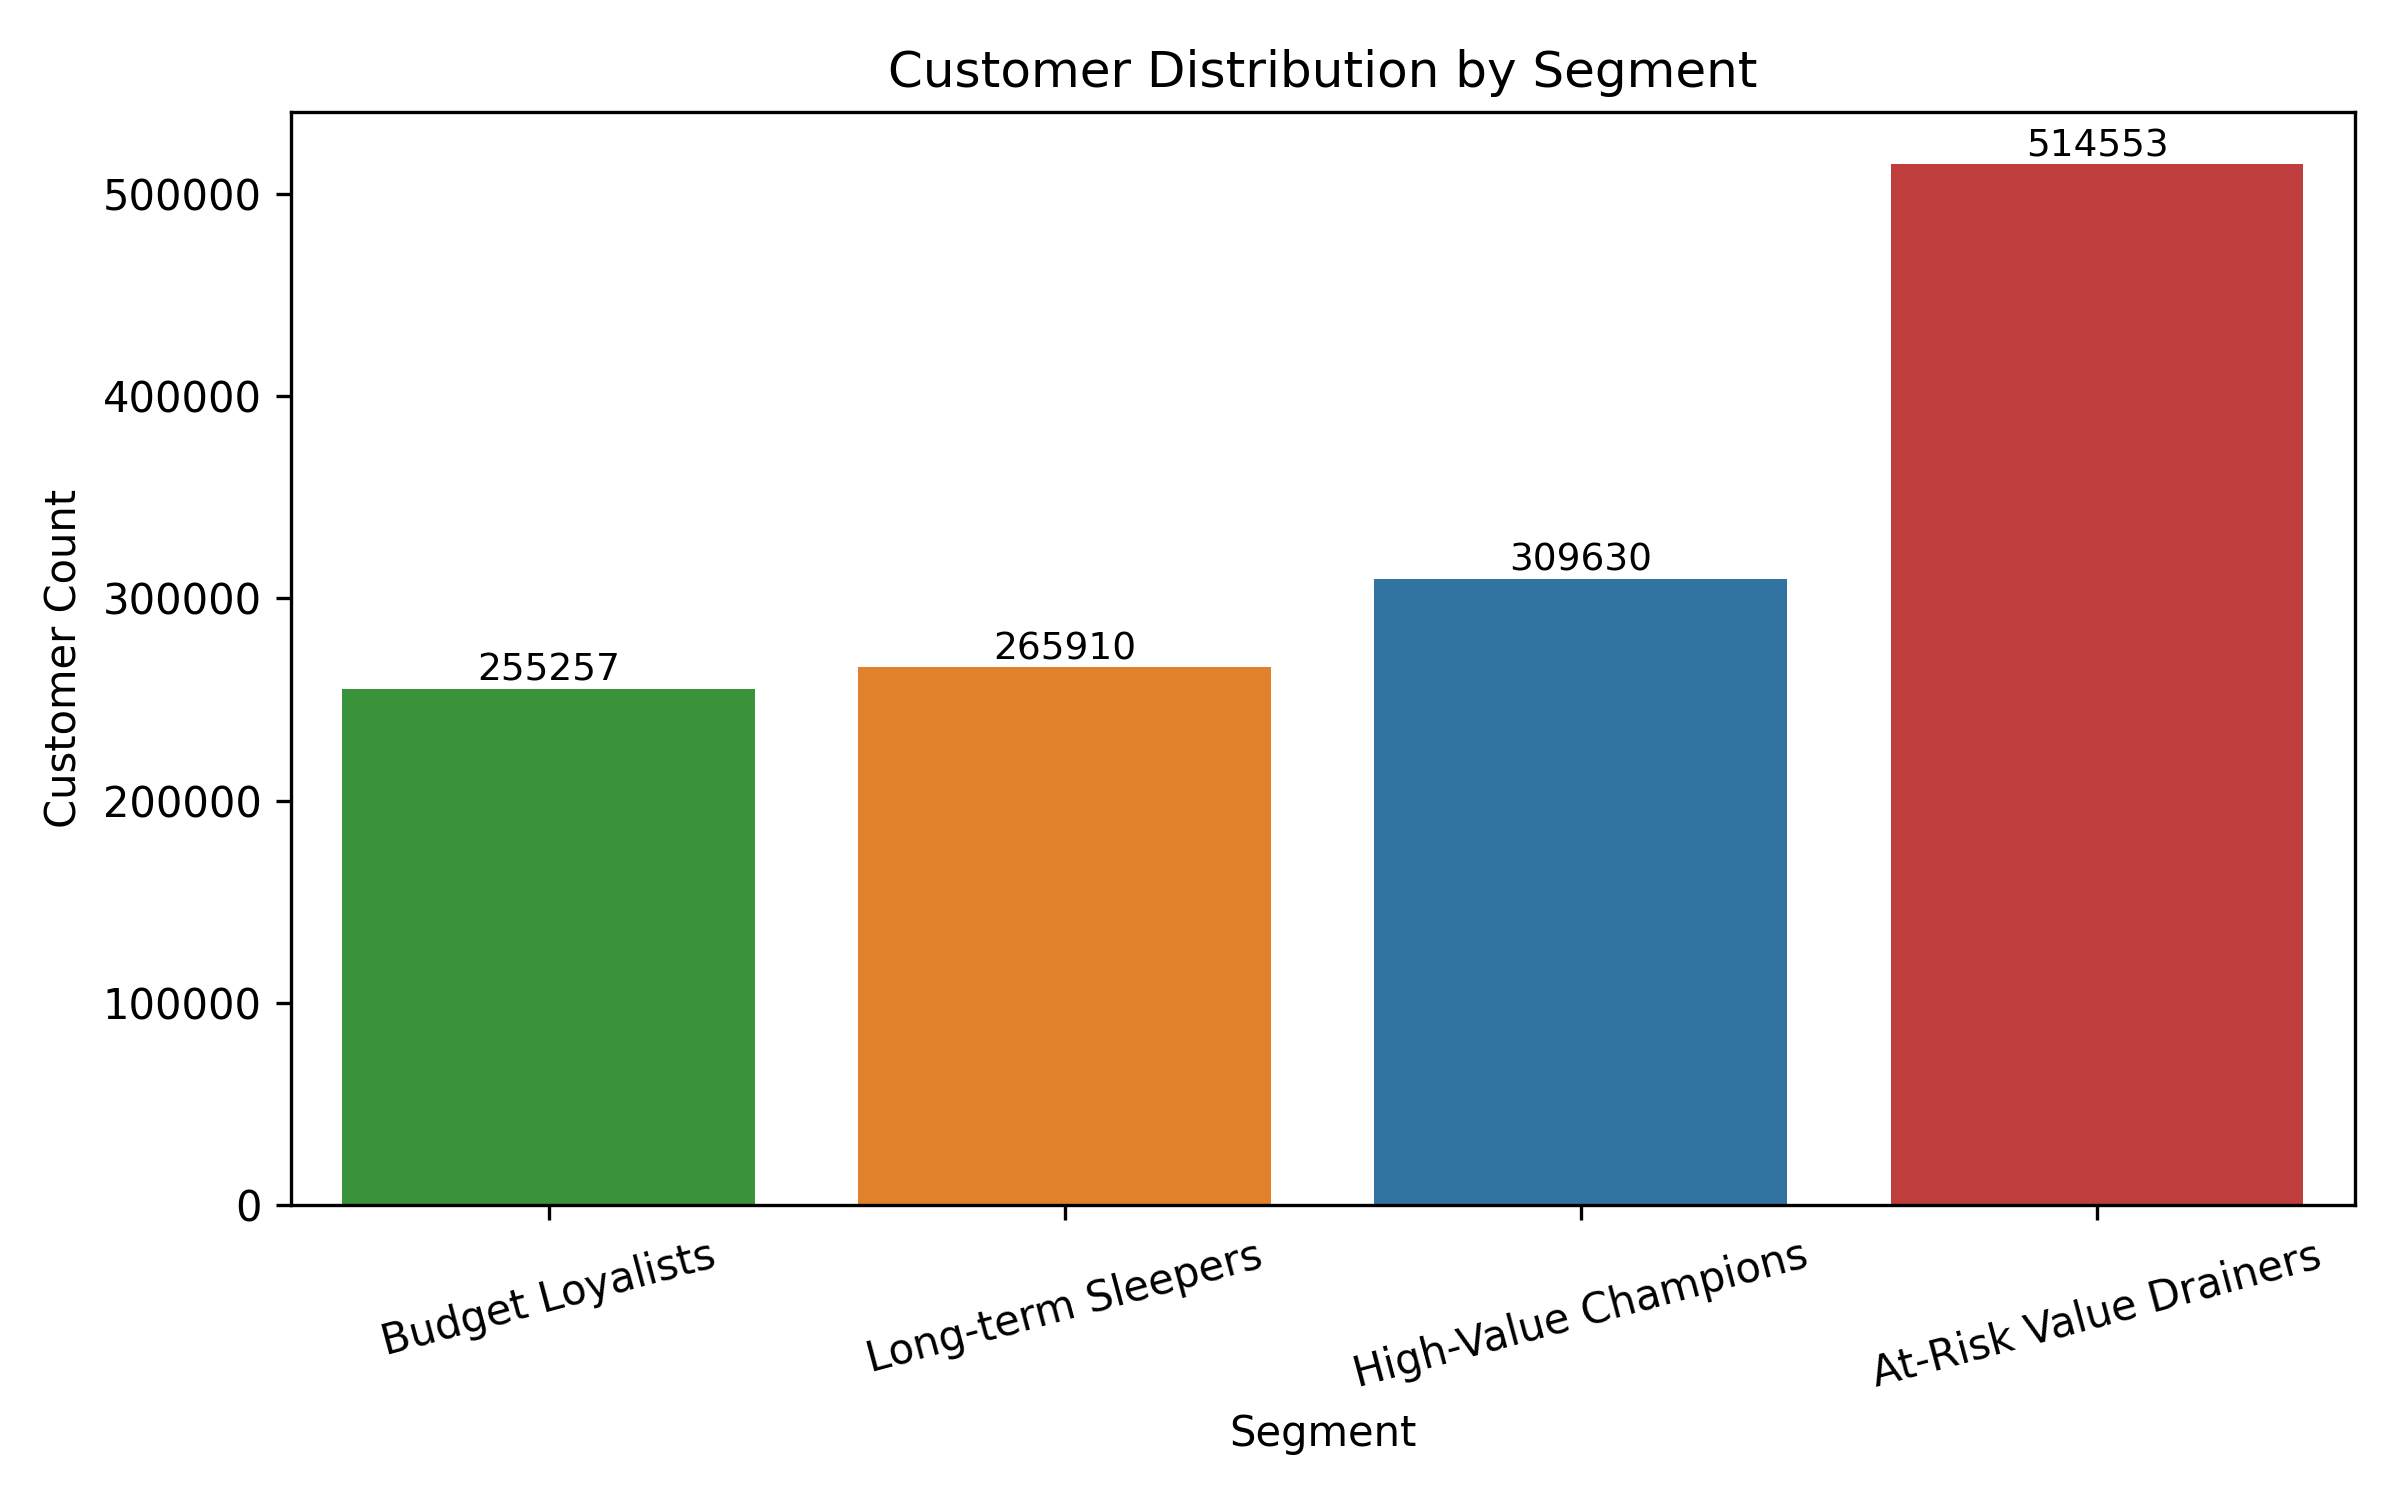 Customer Distribution by Segment
514553
500000
400000
309630
300000
265910
255257
200000
100000
0
Customer Count
Budget Loyalists
Long-term Sleepers
High-Value Champions
At-Risk Value Drainers
Segment